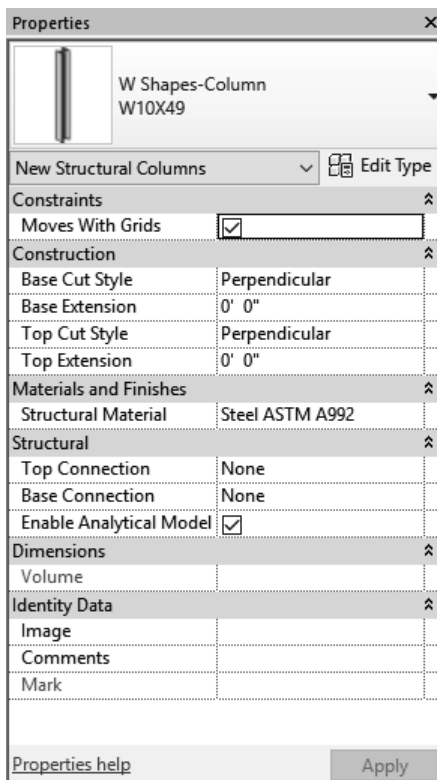 Properties
W Shapes-Column
W10X49
New Structural Columns Edit Type
Constraints
Moves With Grids
Construction
Base Cut Style Perpendicular
Base Extension 0' 0"
Top Cut Style Perpendicular
Top Extension 0' 0"
Materials and Finishes
Structural Material Steel ASTM A992
Structural
Top Connection None
Base Connection None
Enable Analytical Model
Dimensions
Volume
Identity Data
Image
Comments
Mark
Properties help Apply